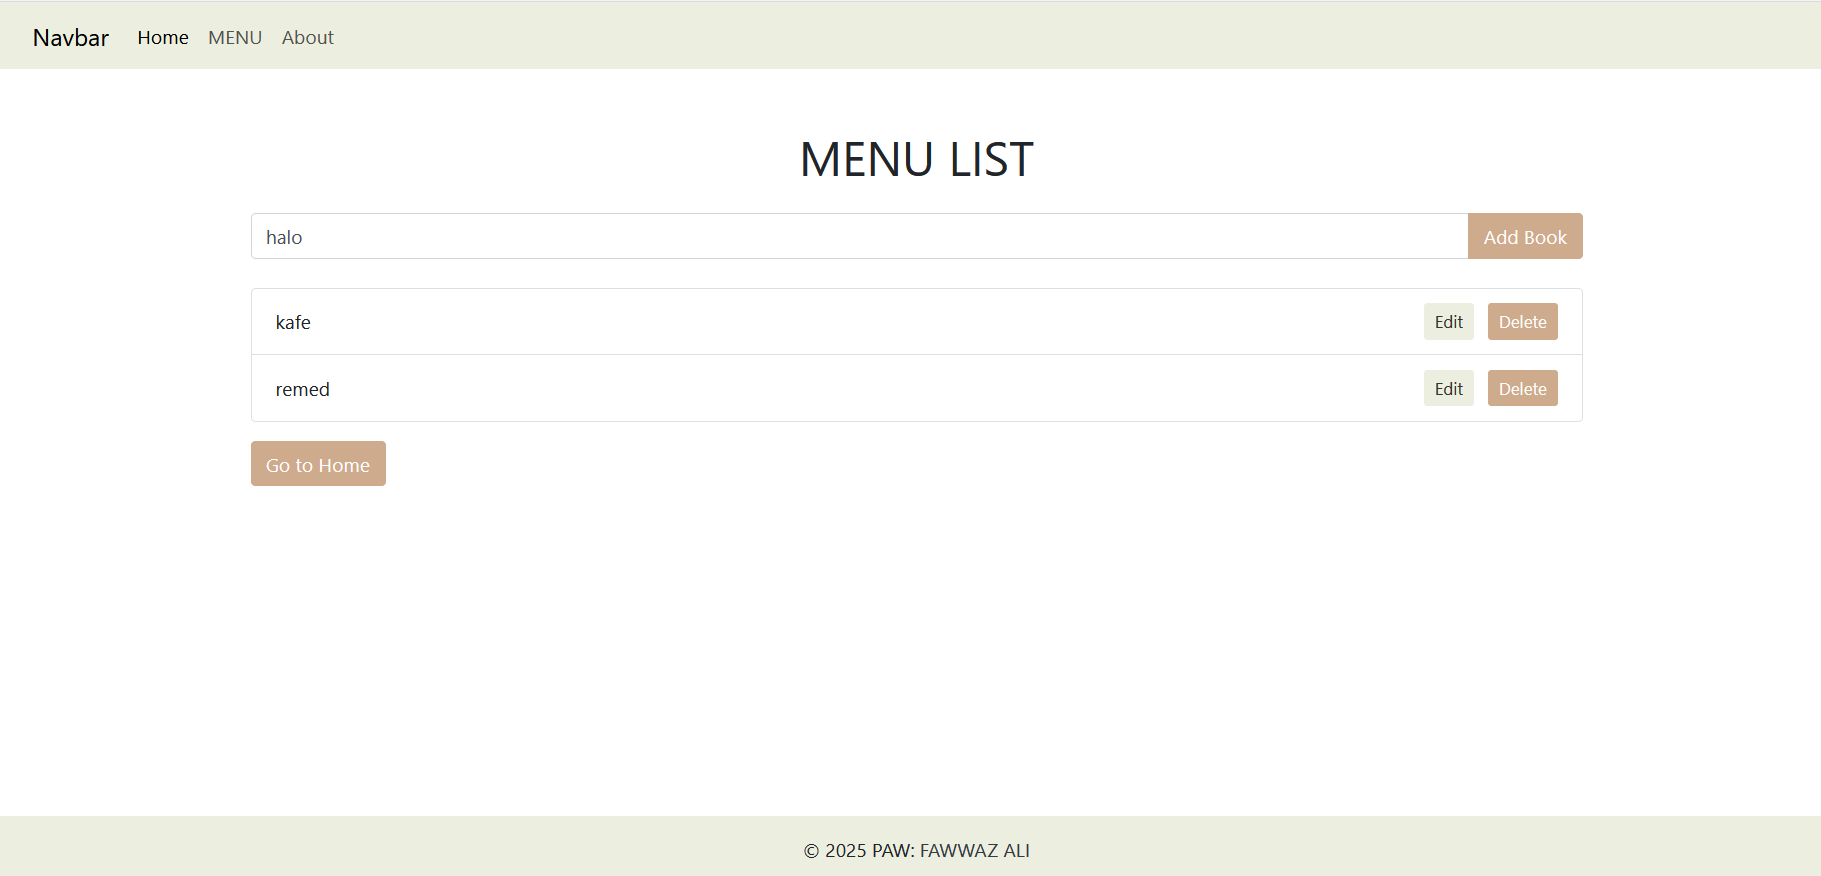 Navbar Home MENU About
MENU LIST
halo Add Book
kafe Edit Delete
remed Edit Delete
Go to Home
© 2025 PAW: FAWWAZ ALI